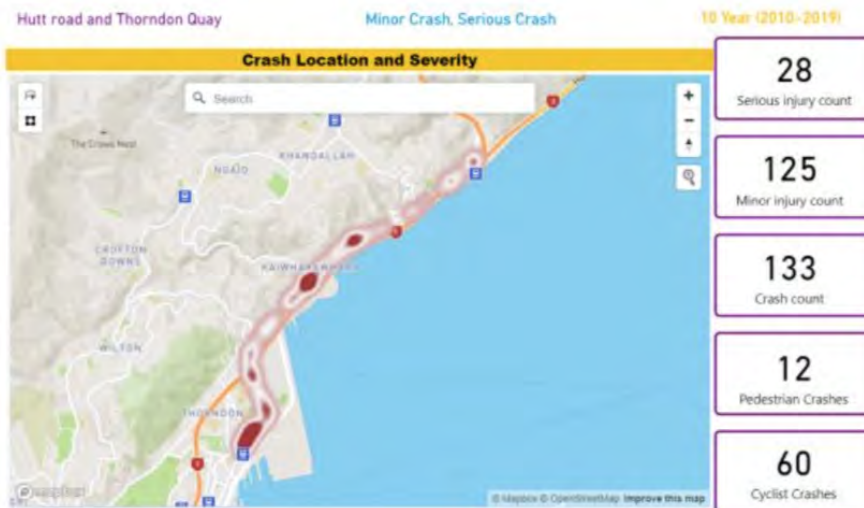 Hutt road and Thorndon Quay
Minor Crash, Serious Crash
10 Year (2010-2019)
Crash Location and Severity
Search
The Crows Nest
KHANDALLAH
NGAIO
CROFTON DOWNS
KAIWHARAWHARA
WILTON
THORNDON
© Mapbox © OpenStreetMap Improve this map
28
Serious injury count
125
Minor injury count
133
Crash count
12
Pedestrian Crashes
60
Cyclist Crashes